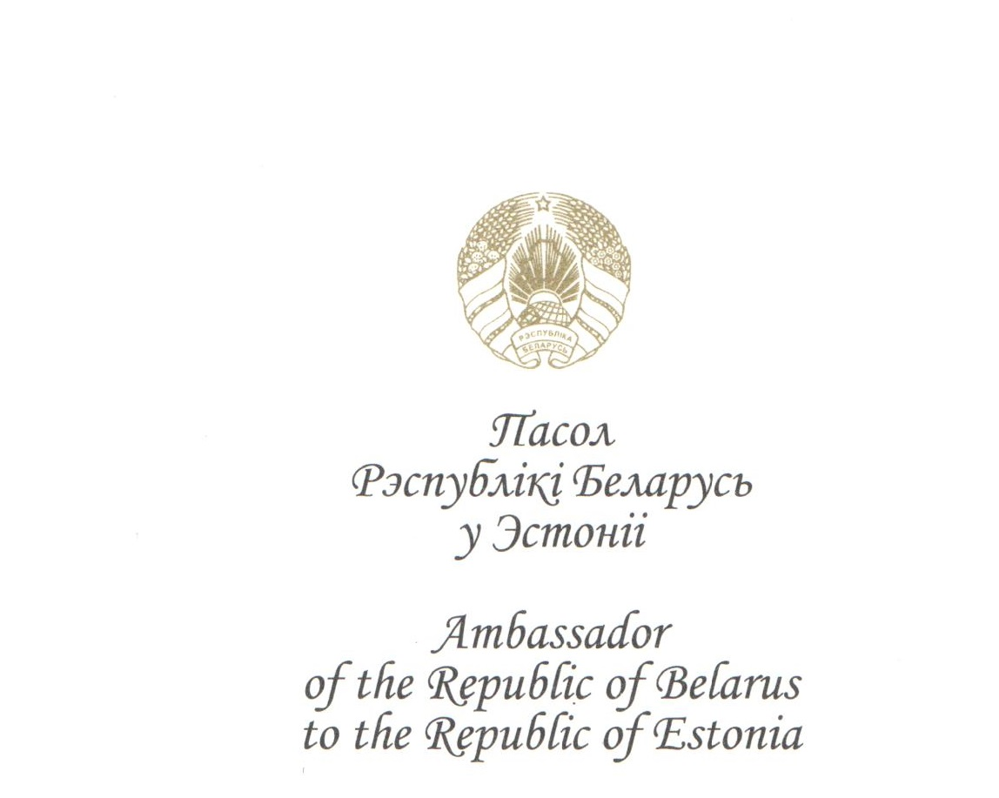 РЭСПУБЛІКА
БЕЛАРУСЬ
Пасол
Рэспублікі Беларусь
у Эстоніі
Ambassador
of the Republic of Belarus
to the Republic of Estonia